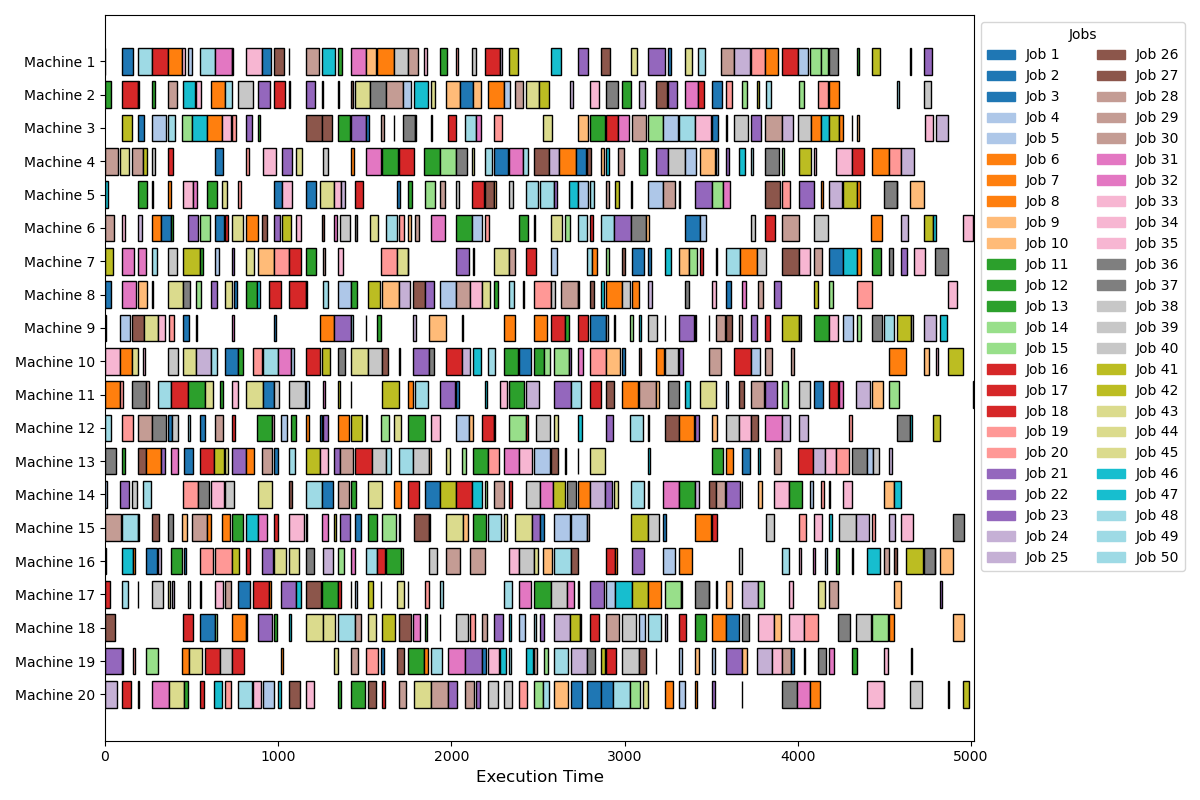 Machine 1
Machine 2
Machine 3
Machine 4
Machine 5
Machine 6
Machine 7
Machine 8
Machine 9
Machine 10
Machine 11
Machine 12
Machine 13
Machine 14
Machine 15
Machine 16
Machine 17
Machine 18
Machine 19
Machine 20
0 1000 2000 3000 4000 5000
Execution Time
Jobs
Job 1 Job 26
Job 2 Job 27
Job 3 Job 28
Job 4 Job 29
Job 5 Job 30
Job 6 Job 31
Job 7 Job 32
Job 8 Job 33
Job 9 Job 34
Job 10 Job 35
Job 11 Job 36
Job 12 Job 37
Job 13 Job 38
Job 14 Job 39
Job 15 Job 40
Job 16 Job 41
Job 17 Job 42
Job 18 Job 43
Job 19 Job 44
Job 20 Job 45
Job 21 Job 46
Job 22 Job 47
Job 23 Job 48
Job 24 Job 49
Job 25 Job 50